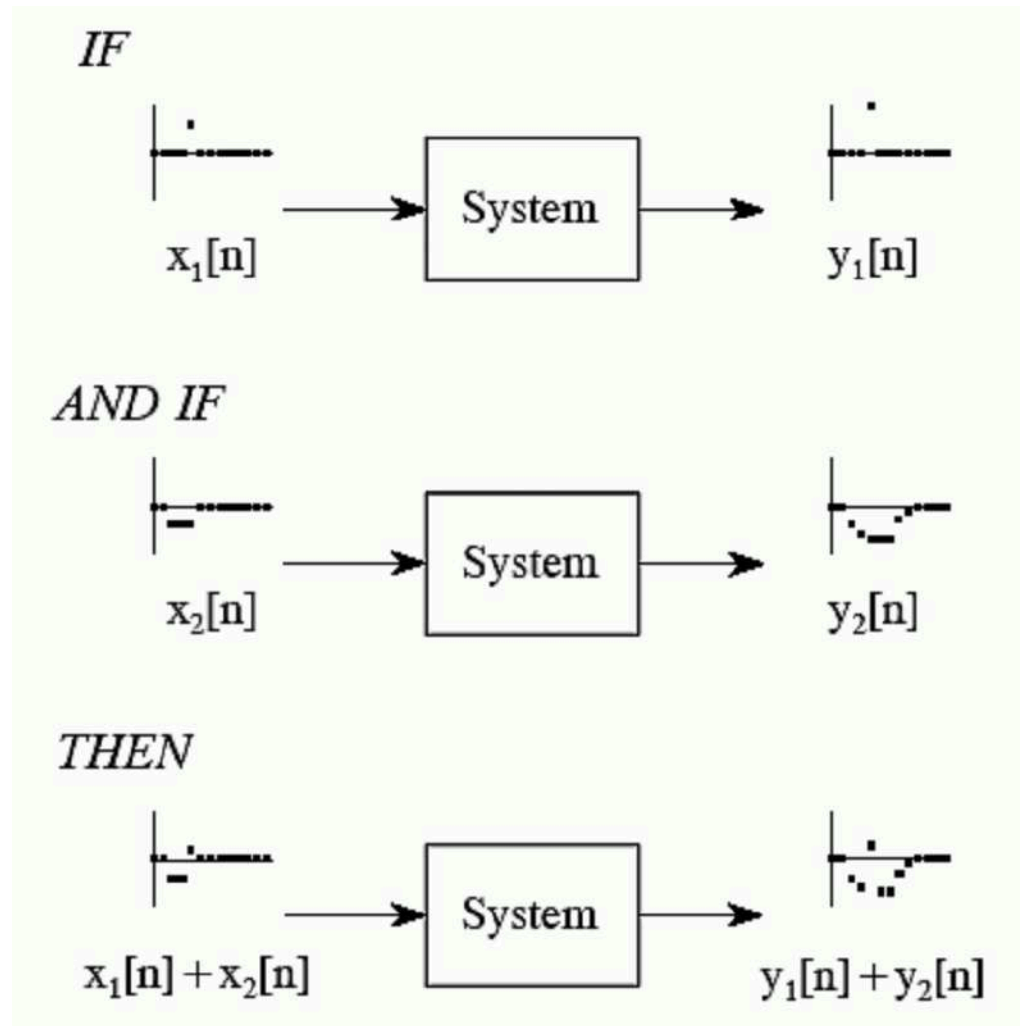 IF
System
x₁[n]
y₁[n]
AND IF
System
x₂[n]
y₂[n]
THEN
System
x₁[n]+x₂[n]
y₁[n]+y₂[n]